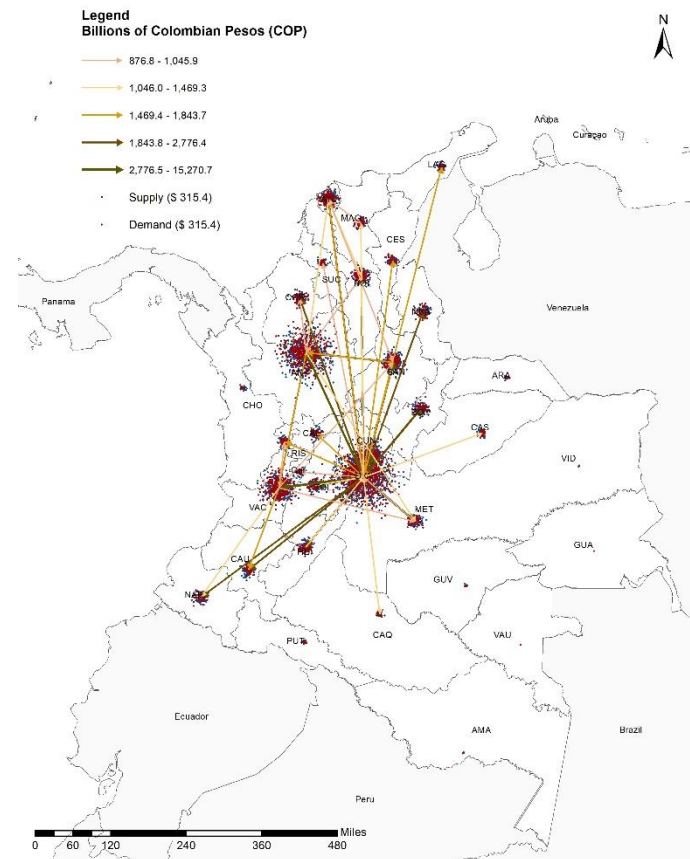 Legend
Billions of Colombian Pesos (COP)
876.8 - 1,045.9
1,046.0 - 1,469.3
1,469.4 - 1,843.7
1,843.8 - 2,776.4
2,776.5 - 15,270.7
Supply ($ 315.4)
Demand ($ 315.4)
N
Aruba
Curaçao
MAG
CES
SUC
Panama
Venezuela
ARA
CHO
CAS
CUN
RIS
VID
VAC
MET
GUA
CAU
GUV
PUT
CAQ
VAU
Ecuador
AMA
Brazil
Peru
0 60 120 240 360 480
Miles